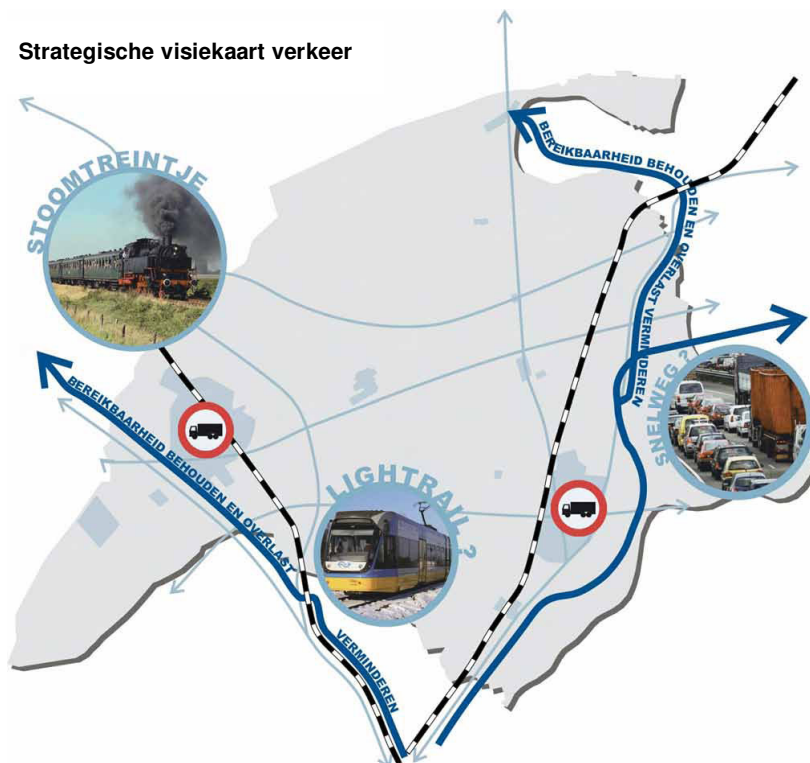 Strategische visiekaart verkeer
STOOMTREINTJE
BEREIKBAARHEID BEHOUDEN EN OVERLAST VERMINDEREN
SNELWEG ?
BEREIKBAARHEID BEHOUDEN EN OVERLAST
VERMINDEREN
LIGHTRAIL ?